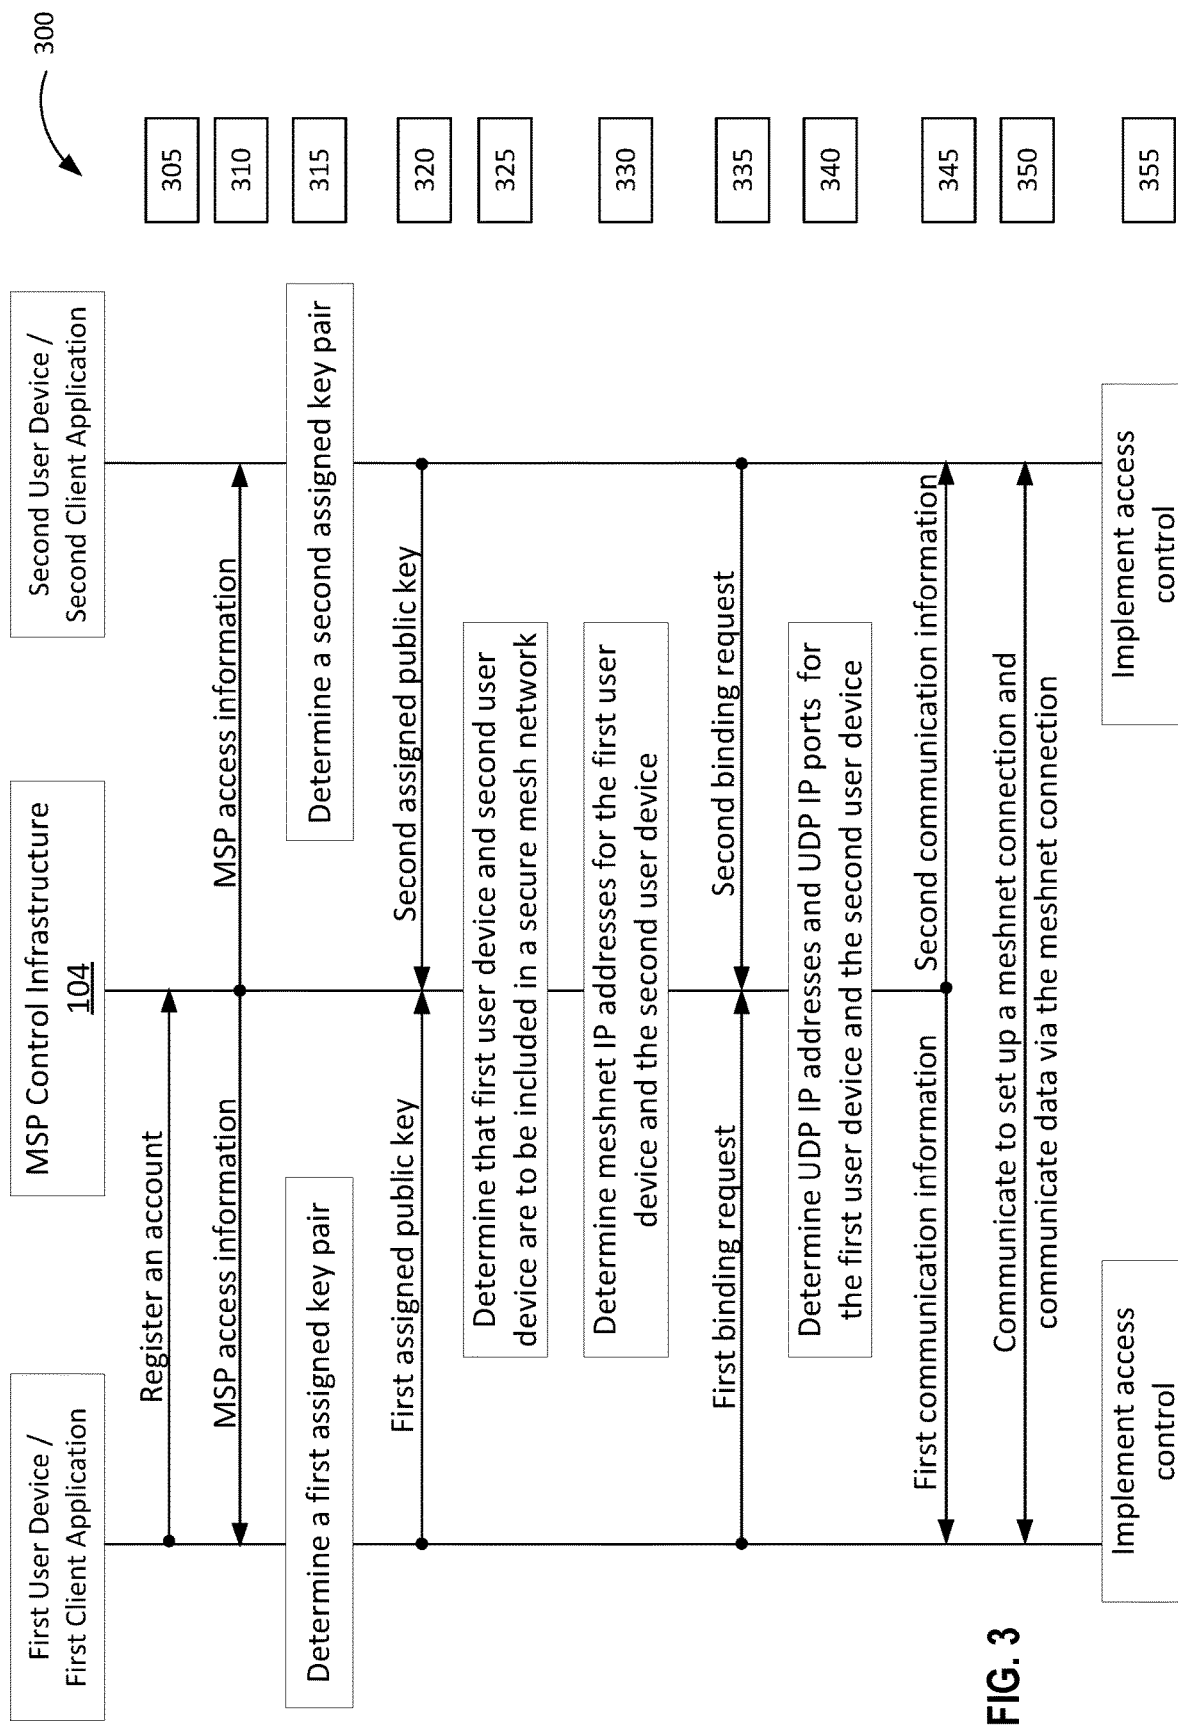 300
First User Device /
First Client Application
MSP Control Infrastructure
104
Second User Device /
Second Client Application
Register an account
305
MSP access information
MSP access information
310
Determine a first assigned key pair
Determine a second assigned key pair
315
First assigned public key
Second assigned public key
320
Determine that first user device and second user
device are to be included in a secure mesh network
325
Determine meshnet IP addresses for the first user
device and the second user device
330
First binding request
Second binding request
335
Determine UDP IP addresses and UDP IP ports for
the first user device and the second user device
340
First communication information
Second communication information
345
Communicate to set up a meshnet connection and
communicate data via the meshnet connection
350
Implement access
control
Implement access
control
355
FIG. 3